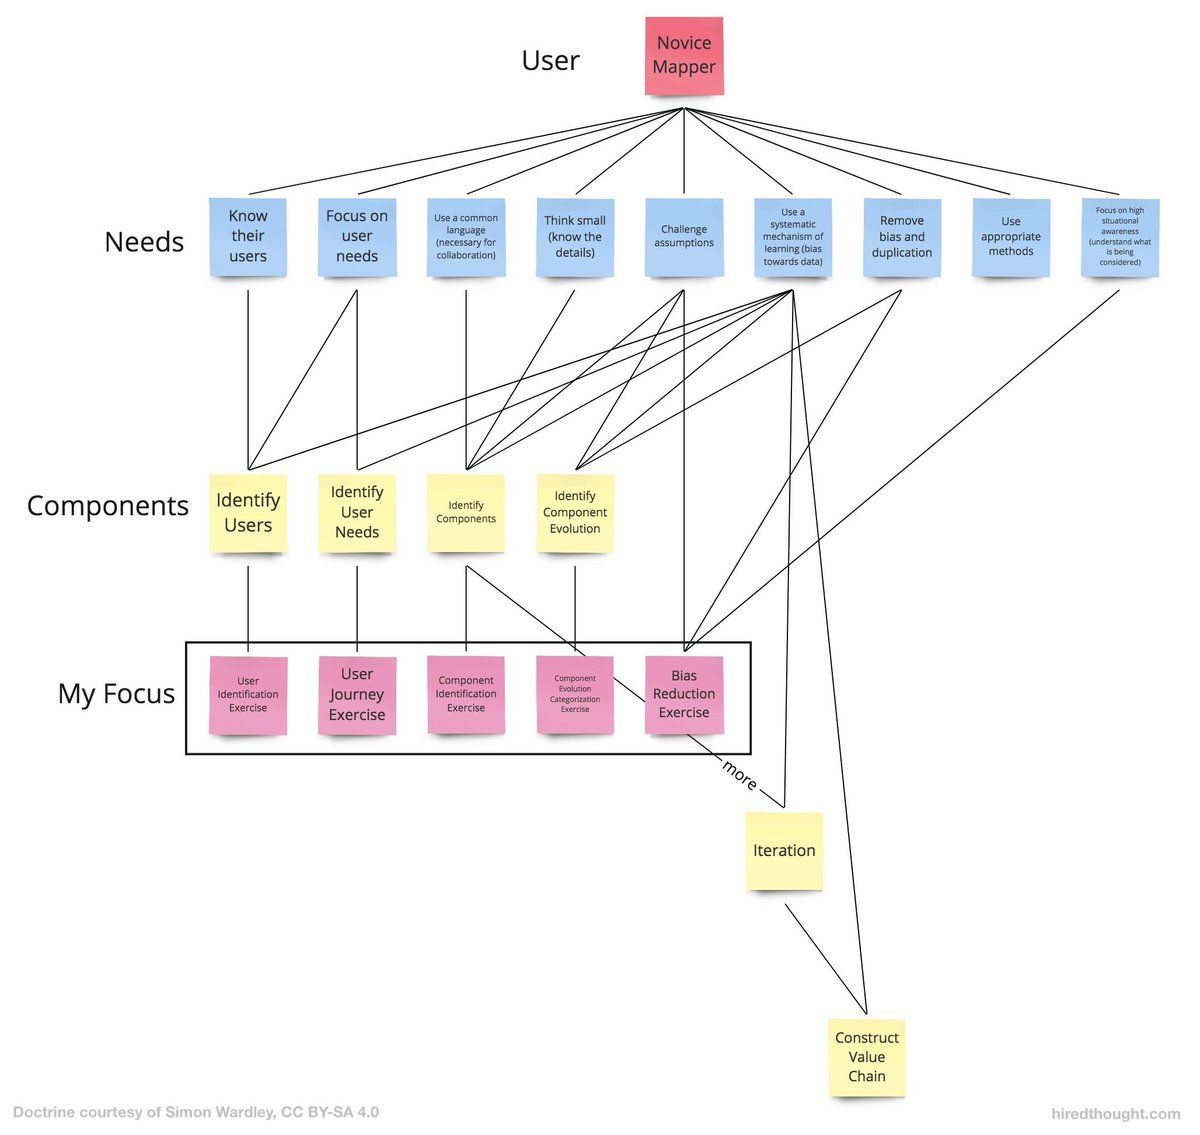 User
Novice
Mapper
Needs
Know
their
users
Focus on
user
needs
Use a common
language
(necessary for
collaboration)
Think small
(know the
details)
Challenge
assumptions
Use a
systematic
mechanism of
learning (bias
towards data)
Remove
bias and
duplication
Use
appropriate
methods
Focus on high
situational
awareness
(understand what
is being
considered)
Components
Identify
Users
Identify
User
Needs
Identify
Components
Identify
Component
Evolution
My Focus
User
Identification
Exercise
User
Journey
Exercise
Component
Identification
Exercise
Component
Evolution
Categorization
Exercise
Bias
Reduction
Exercise
more
Iteration
Construct
Value
Chain
Doctrine courtesy of Simon Wardley, CC BY-SA 4.0
hiredthought.com